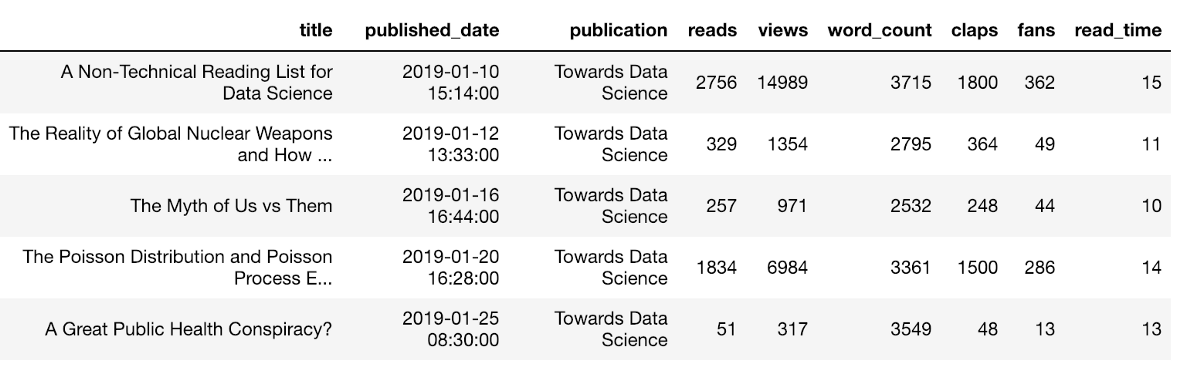 title published_date publication reads views word_count claps fans read_time
A Non-Technical Reading List for Data Science 2019-01-10 15:14:00 Towards Data Science 2756 14989 3715 1800 362 15
The Reality of Global Nuclear Weapons and How ... 2019-01-12 13:33:00 Towards Data Science 329 1354 2795 364 49 11
The Myth of Us vs Them 2019-01-16 16:44:00 Towards Data Science 257 971 2532 248 44 10
The Poisson Distribution and Poisson Process E... 2019-01-20 16:28:00 Towards Data Science 1834 6984 3361 1500 286 14
A Great Public Health Conspiracy? 2019-01-25 08:30:00 Towards Data Science 51 317 3549 48 13 13